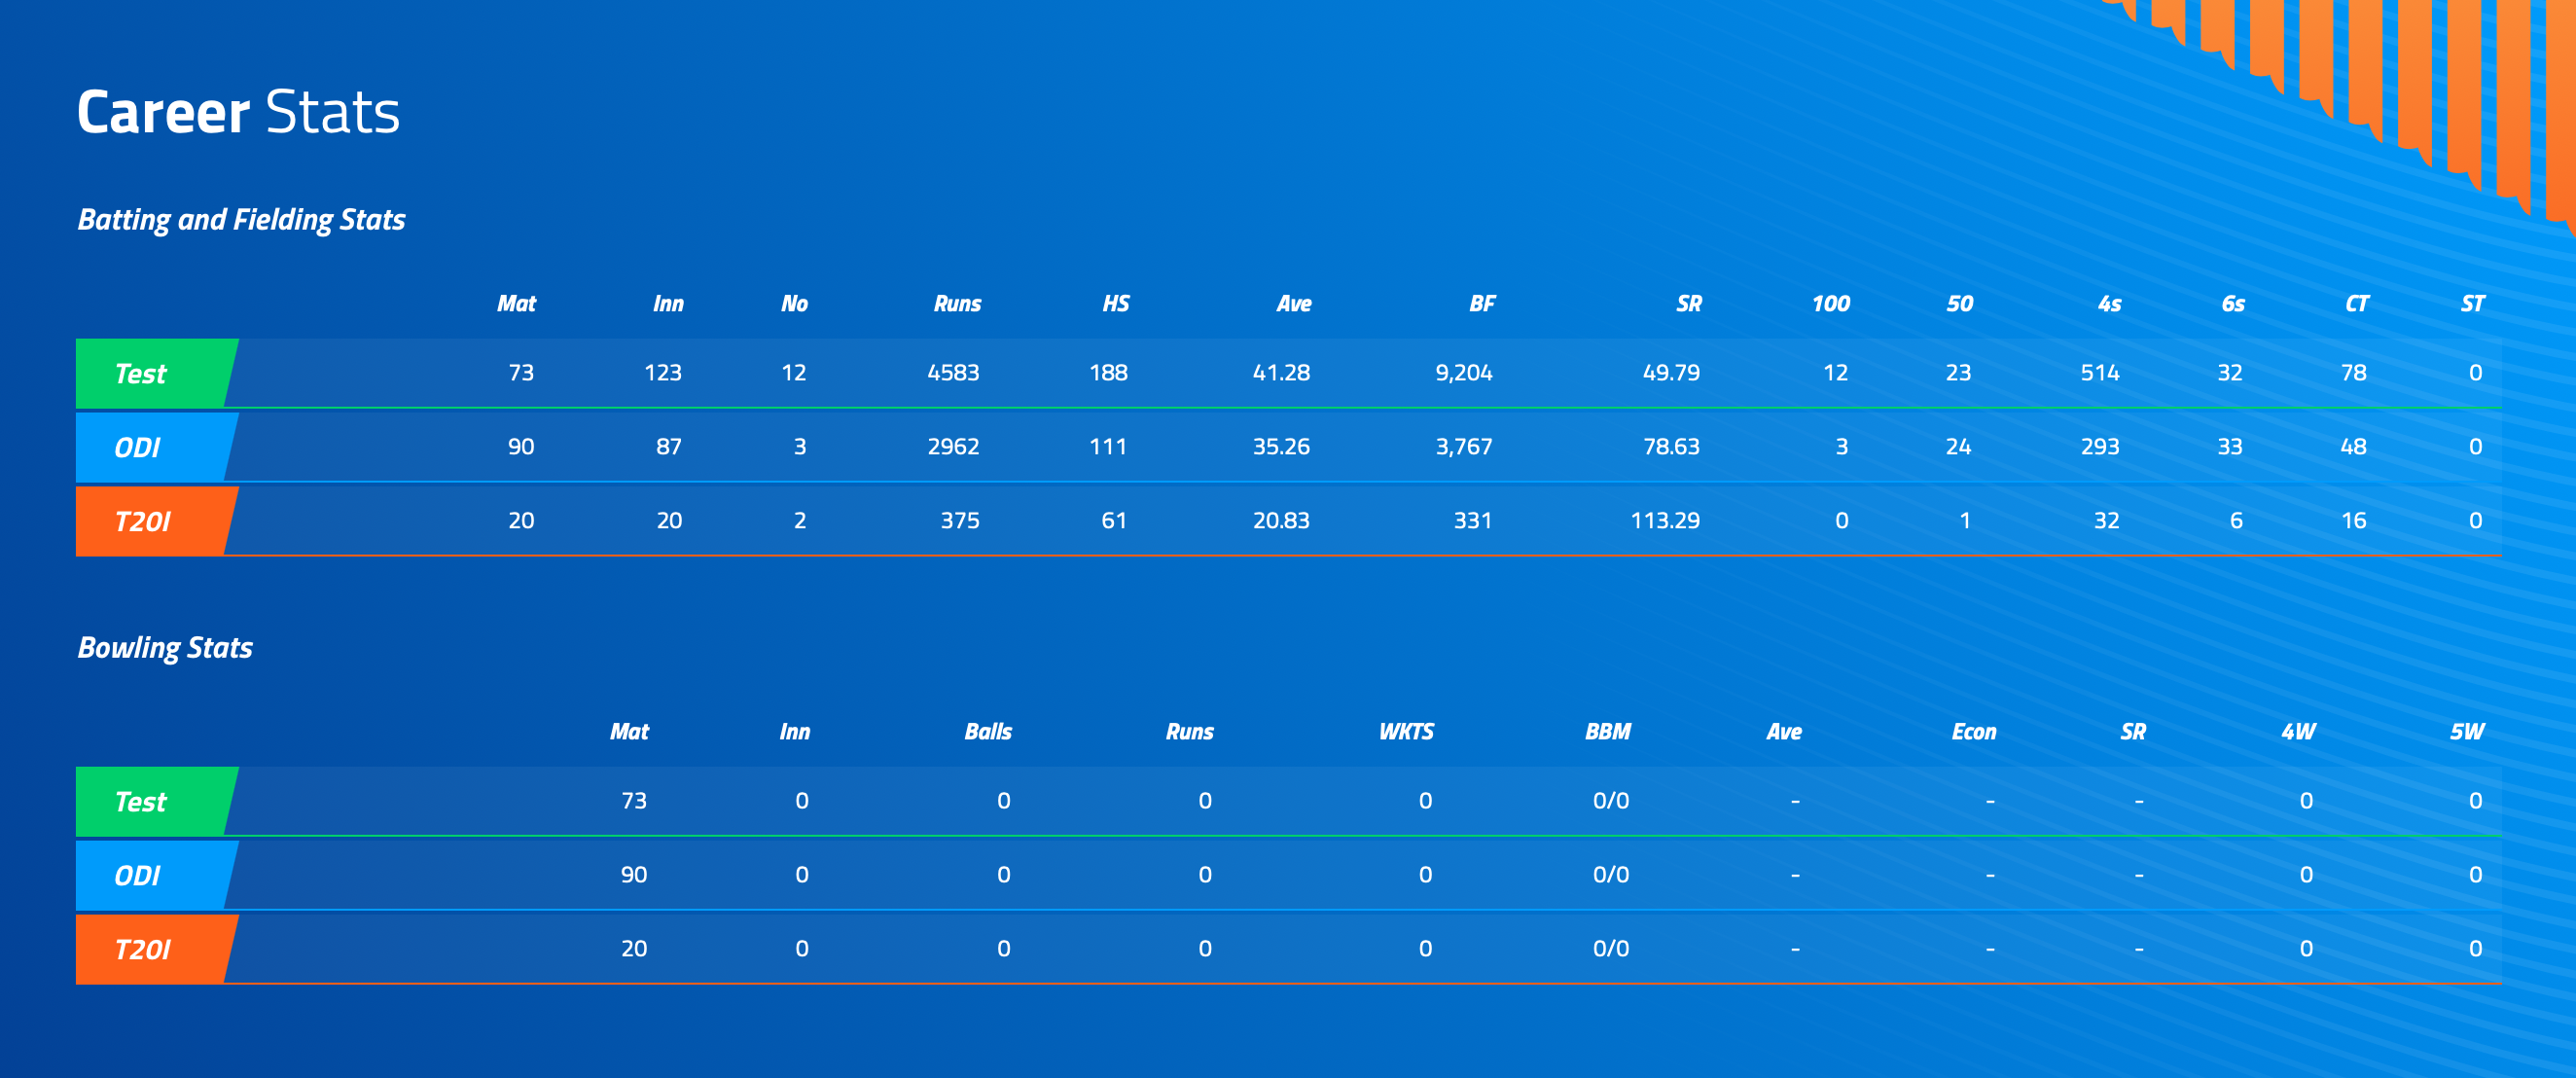 Career Stats
Batting and Fielding Stats
Mat Inn No Runs HS Ave BF SR 100 50 4s 6s CT ST
Test 73 123 12 4583 188 41.28 9,204 49.79 12 23 514 32 78 0
ODI 90 87 3 2962 111 35.26 3,767 78.63 3 24 293 33 48 0
T20I 20 20 2 375 61 20.83 331 113.29 0 1 32 6 16 0
Bowling Stats
Mat Inn Balls Runs WKTS BBM Ave Econ SR 4W 5W
Test 73 0 0 0 0 0/0 - - - 0 0
ODI 90 0 0 0 0 0/0 - - - 0 0
T20I 20 0 0 0 0 0/0 - - - 0 0